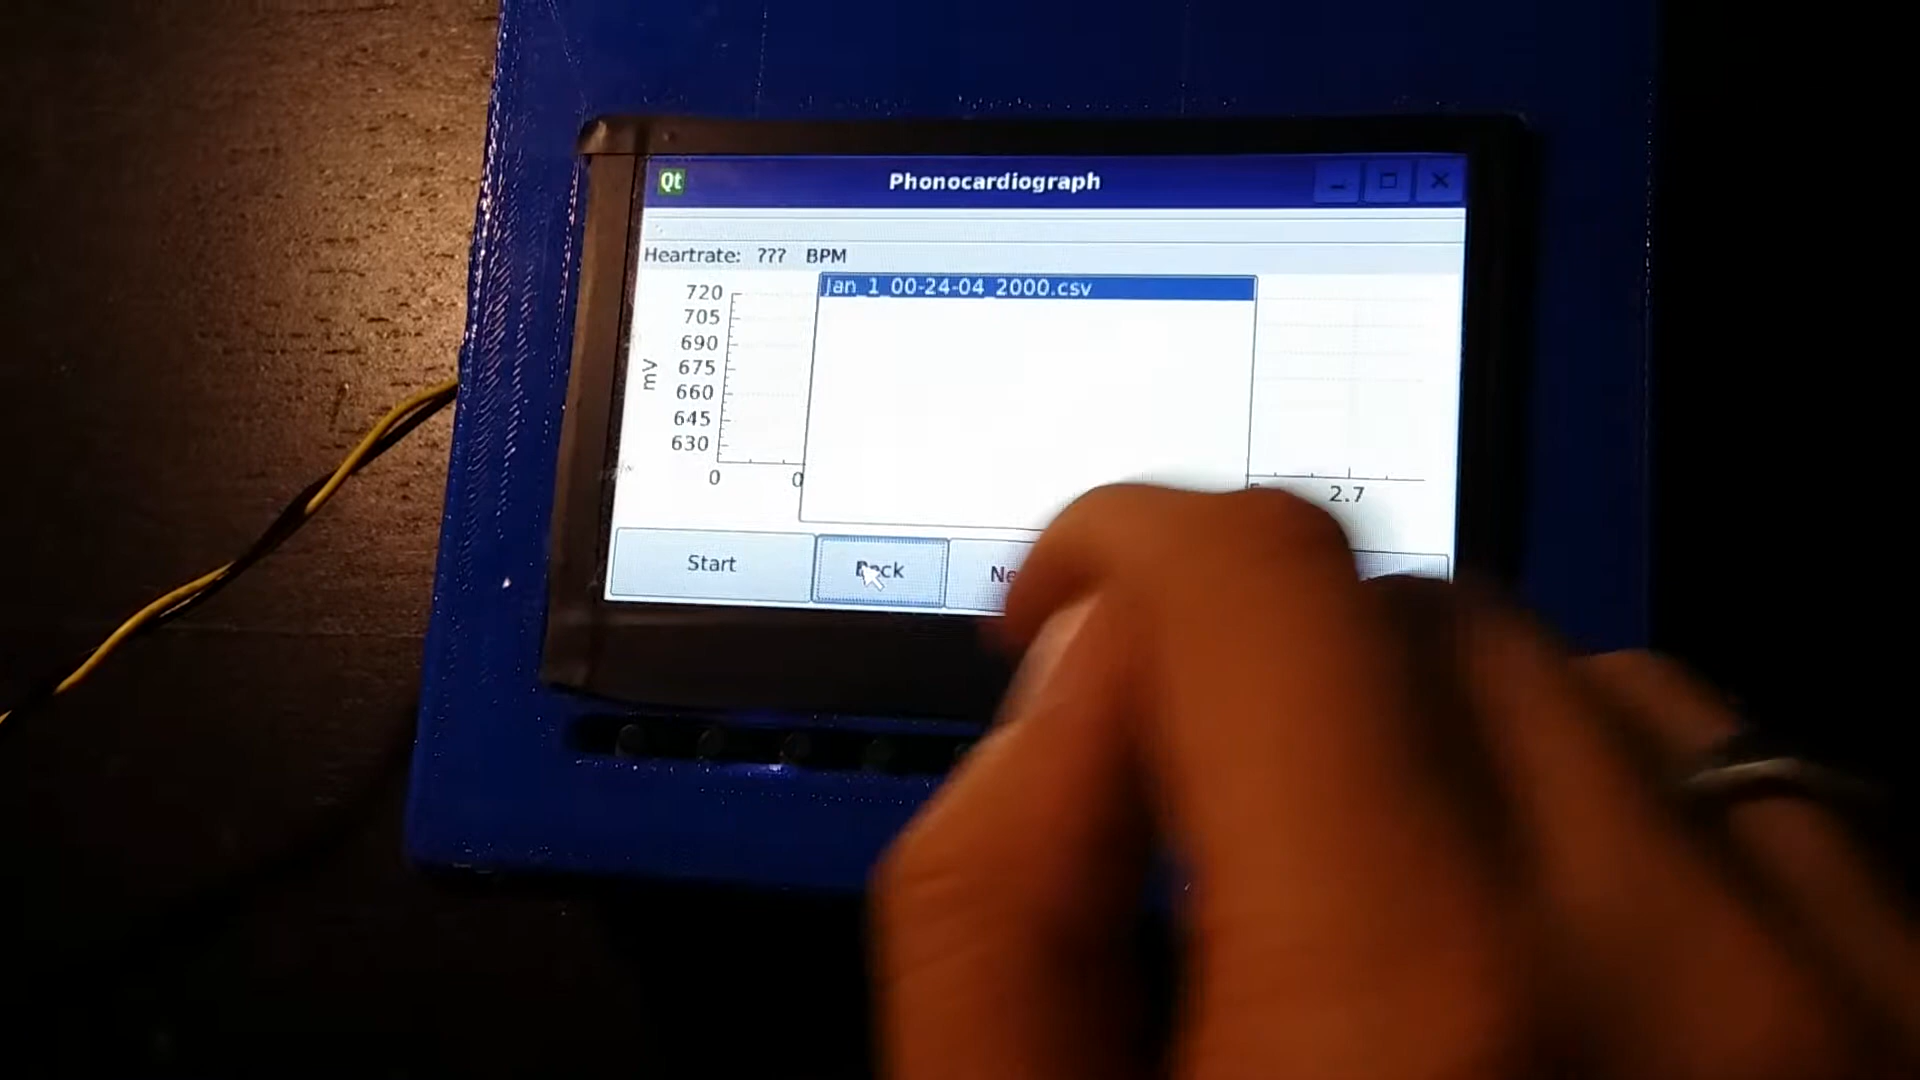 Qt Phonocardiograph
Heartrate: ??? BPM
Jan_1_00-24-04_2000.csv
720
705
690
675
660
645
630
mV
0
2.7
Start
Back